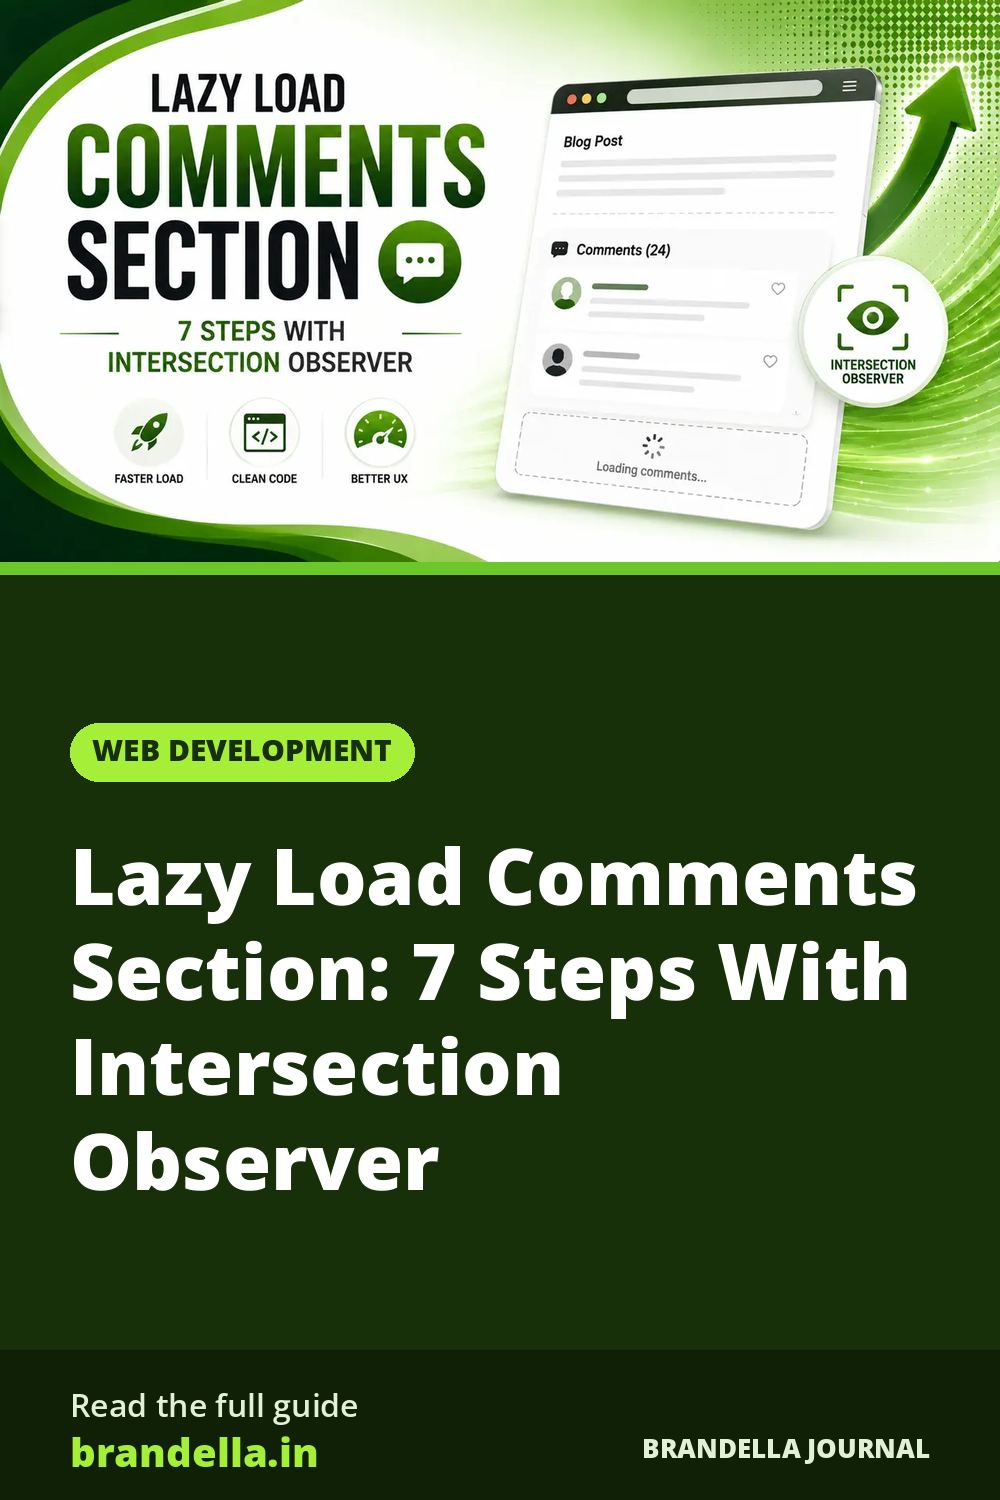 LAZY LOAD
COMMENTS
SECTION
7 STEPS WITH
INTERSECTION OBSERVER
FASTER LOAD
CLEAN CODE
BETTER UX
Blog Post
Comments (24)
Loading comments...
INTERSECTION
OBSERVER
WEB DEVELOPMENT
Lazy Load Comments
Section: 7 Steps With
Intersection
Observer
Read the full guide
brandella.in
BRANDELLA JOURNAL